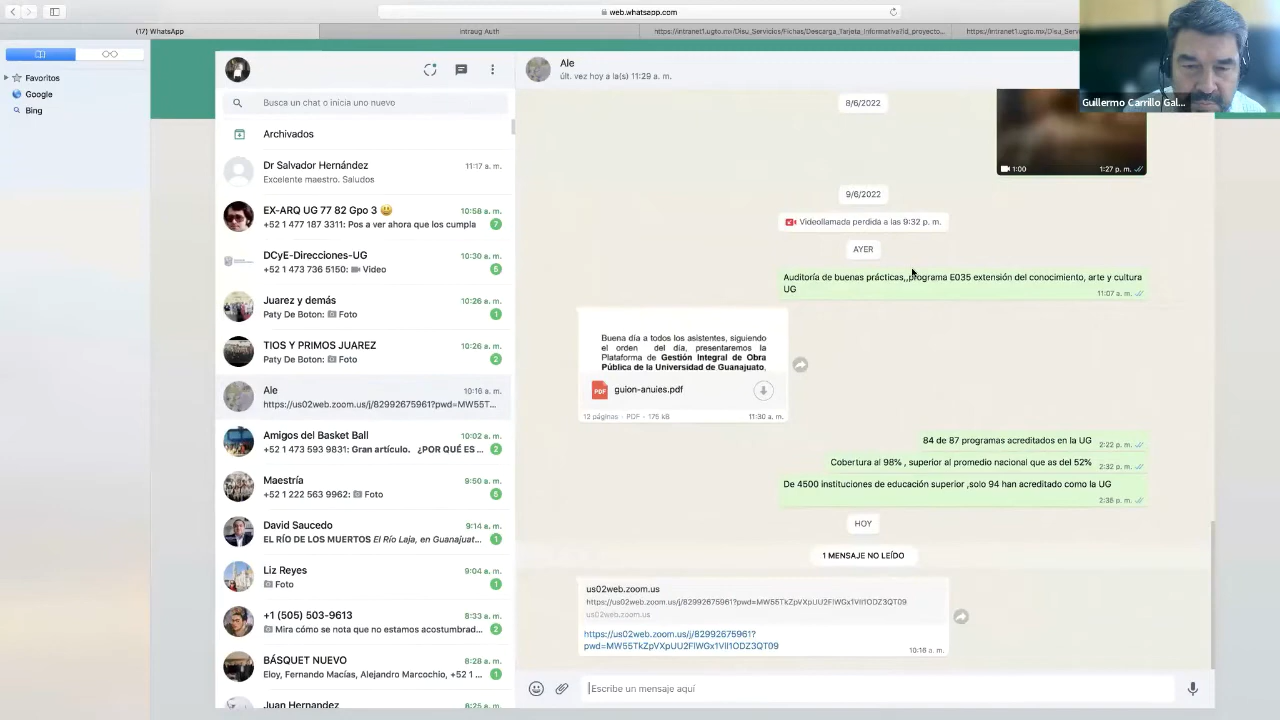 web.whatsapp.com
(17) WhatsApp
Intraug Auth
https://intranet1.ugto.mx/Disu_Servicios/Fichas/Descarga_Tarjeta_Informativa?id_proyecto...
Favorites
Google
Bing
Guillermo Carrillo Gal...
Busca un chat o inicia uno nuevo
Archivados
Dr Salvador Hernández 11:17 a. m.
Excelente maestro. Saludos
EX-ARQ UG 77 82 Gpo 3 😃 10:58 a. m.
+52 1 477 187 3311: Pos a ver ahora que los cumpla 7
DCyE-Direcciones-UG 10:30 a. m.
+52 1 473 736 5150: Video 5
Juarez y demás 10:26 a. m.
Paty De Boton: Foto 1
TIOS Y PRIMOS JUAREZ 10:26 a. m.
Paty De Boton: Foto 2
Ale 10:16 a. m.
https://us02web.zoom.us/j/82992675961?pwd=MW55T...
Amigos del Basket Ball 10:02 a. m.
+52 1 473 593 9831: Gran artículo. ¿POR QUÉ ES ... 2
Maestría 9:50 a. m.
+52 1 222 563 9962: Foto 5
David Saucedo 9:14 a. m.
EL RÍO DE LOS MUERTOS El Río Laja, en Guanajuat... 1
Liz Reyes 9:04 a. m.
Foto 1
+1 (505) 503-9613 8:33 a. m.
Mira cómo se nota que no estamos acostumbrad... 2
BÁSQUET NUEVO 8:28 a. m.
Eloy, Fernando Macías, Alejandro Marcochio, +52 1 ... 1
Juan Hernandez 8:25 a. m.
Ale
últ. vez hoy a la(s) 11:29 a. m.
8/6/2022
1:00 1:27 p. m.
9/6/2022
Videollamada perdida a las 9:32 p. m.
AYER
Auditoría de buenas prácticas,,programa E035 extensión del conocimiento, arte y cultura
UG
11:07 a. m.
Buena día a todos los asistentes, siguiendo
el orden del día, presentaremos la
Plataforma de Gestión Integral de Obra
Pública de la Universidad de Guanajuato,
PDF guion-anuies.pdf
12 páginas · PDF · 175 kB 11:30 a. m.
84 de 87 programas acreditados en la UG 2:22 p. m.
Cobertura al 98% , superior al promedio nacional que as del 52% 2:32 p. m.
De 4500 instituciones de educación superior ,solo 94 han acreditado como la UG
2:35 p. m.
HOY
1 MENSAJE NO LEÍDO
us02web.zoom.us
us02web.zoom.us
https://us02web.zoom.us/j/82992675961?
10:16 a. m.
Escribe un mensaje aquí